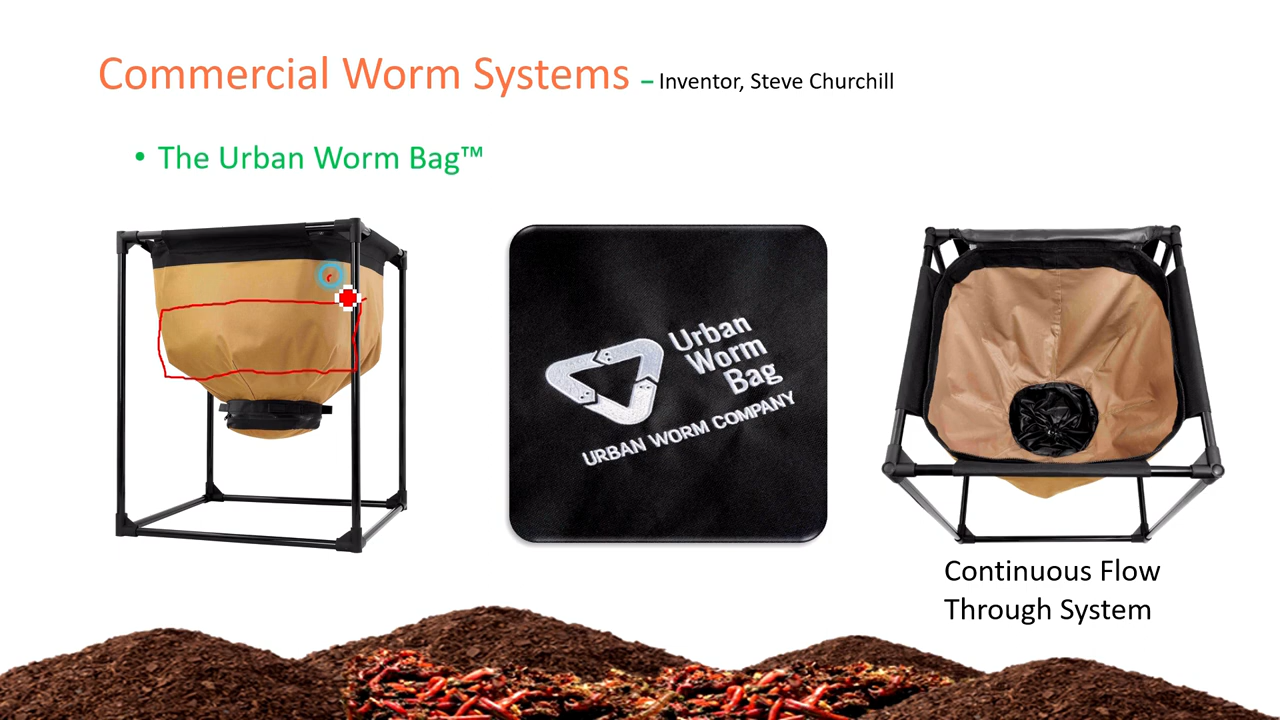 Commercial Worm Systems – Inventor, Steve Churchill
• The Urban Worm Bag™
Urban
Worm
Bag
URBAN WORM COMPANY
Continuous Flow
Through System